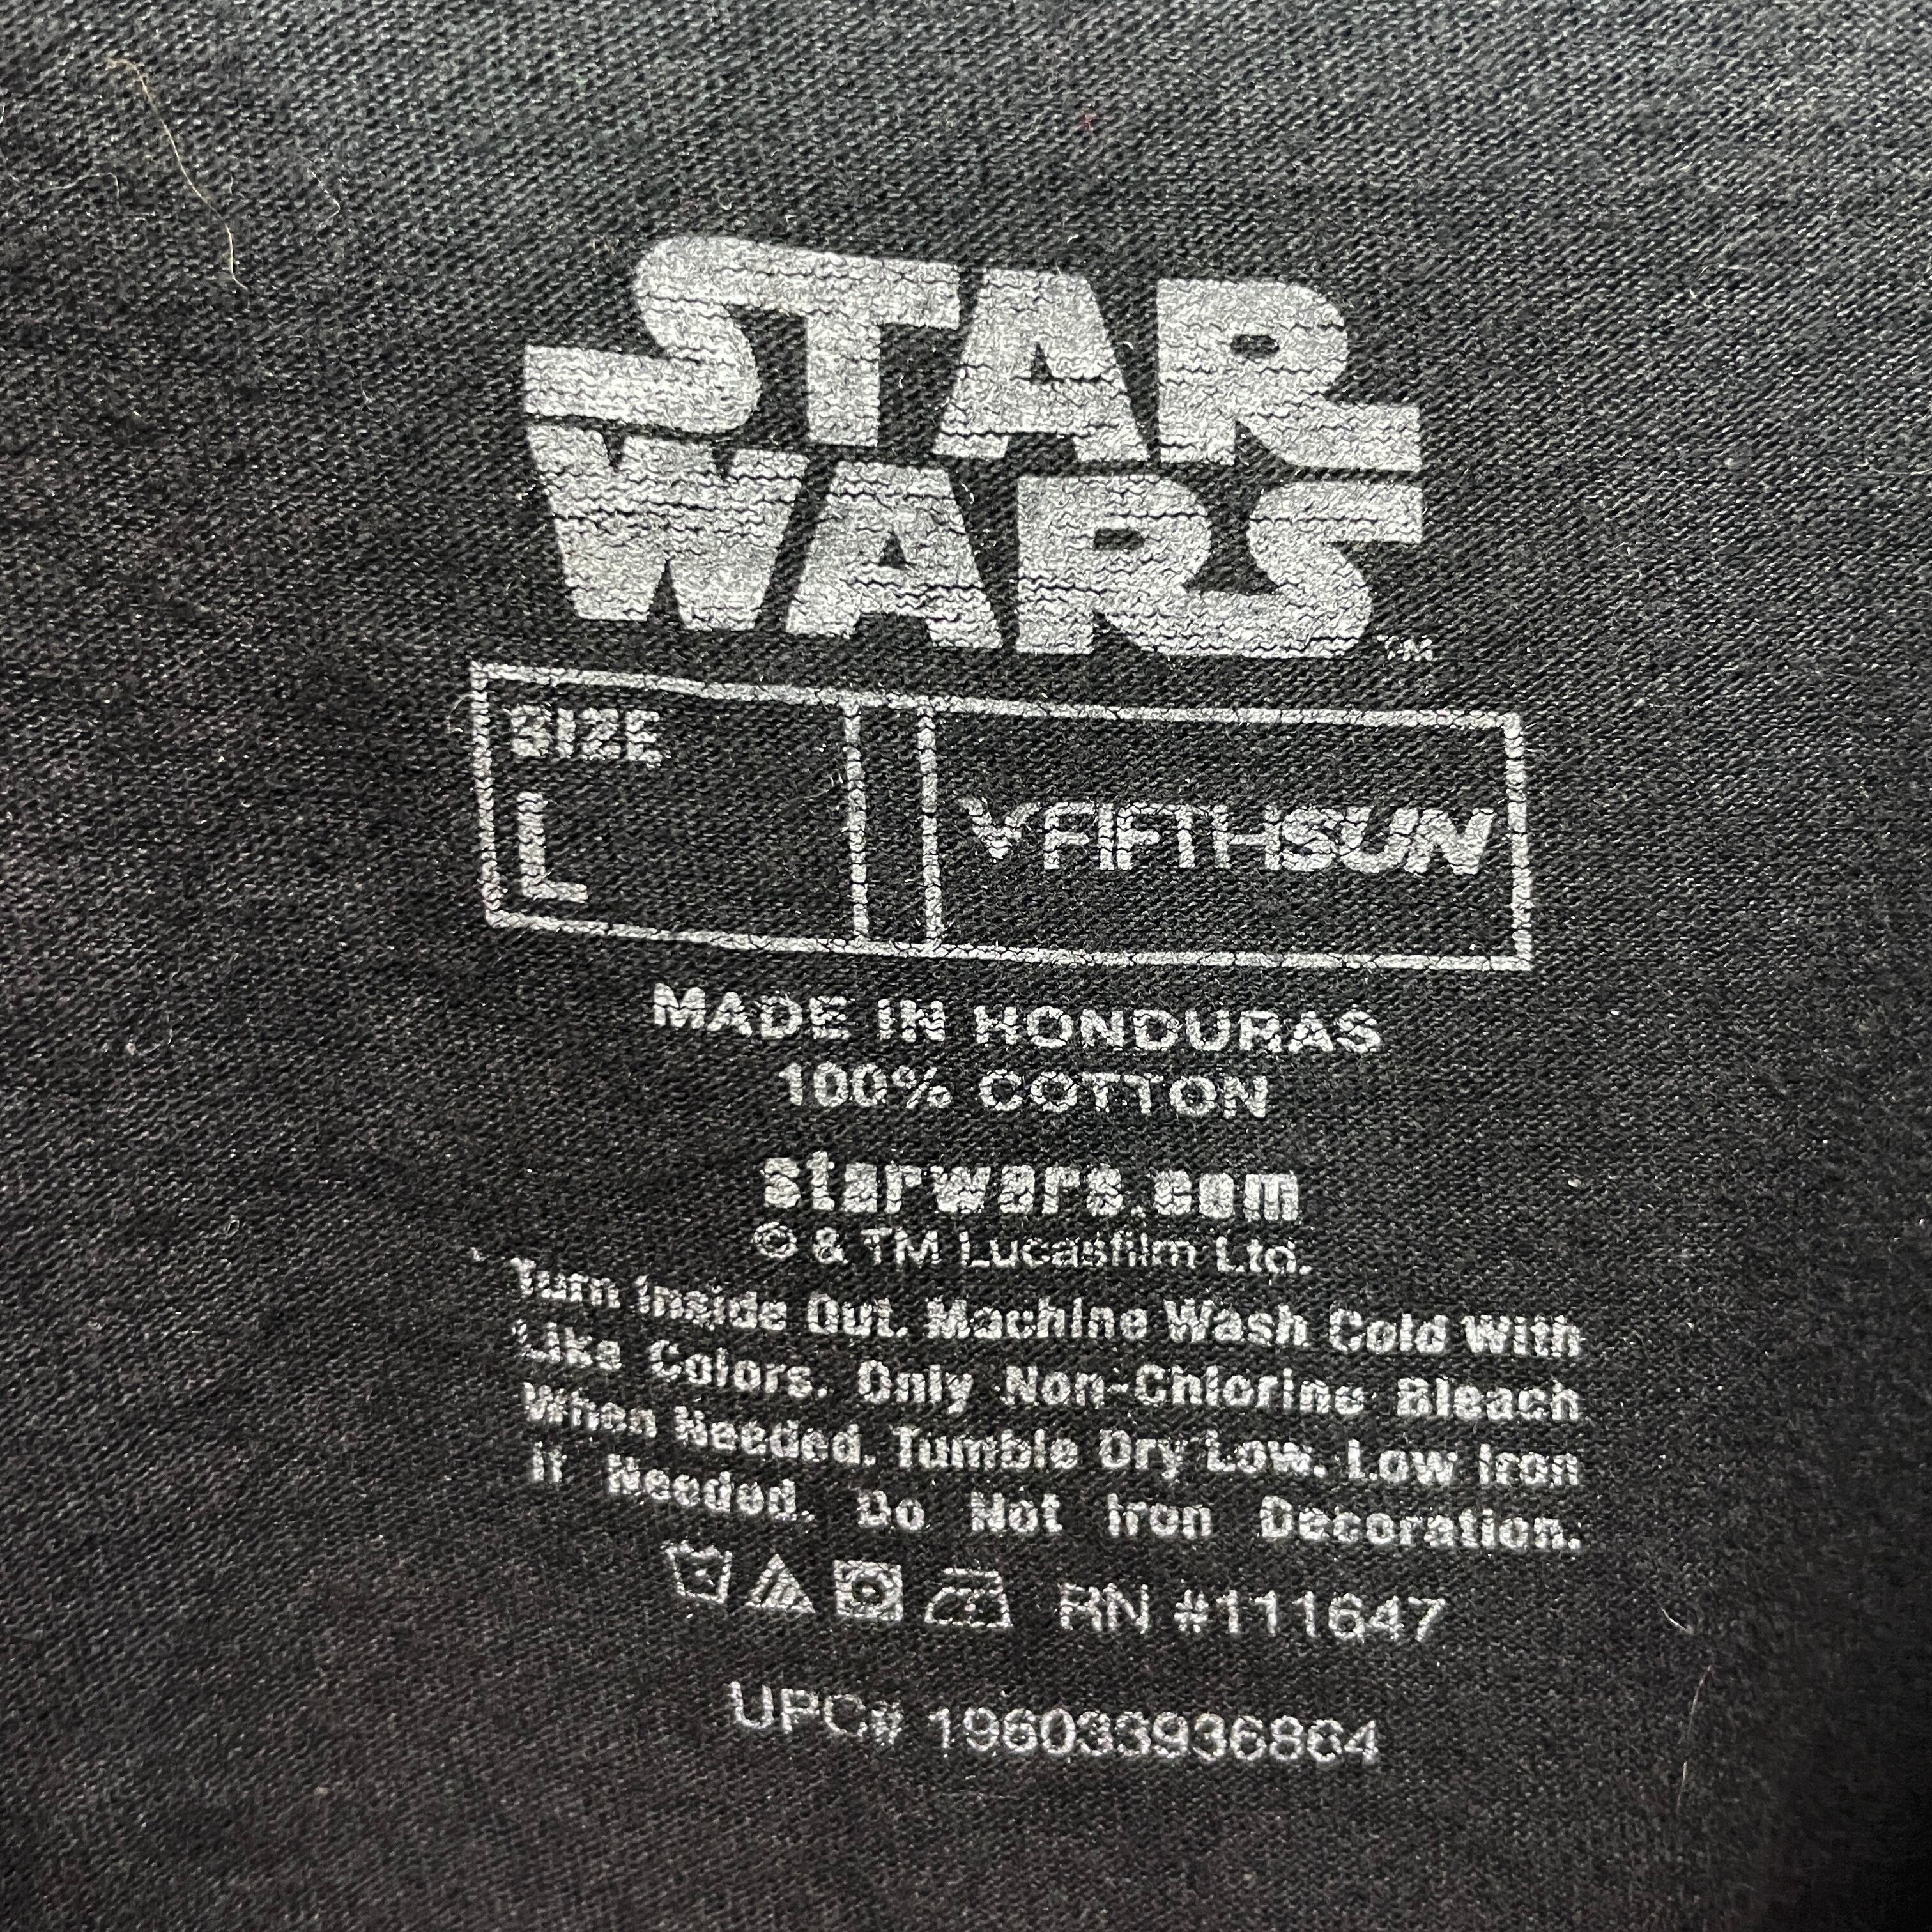 STAR
WARS
TM
SIZE
L
FIFTHSUN
MADE IN HONDURAS
100% COTTON
starwars.com
© & TM Lucasfilm Ltd.
Turn Inside Out. Machine Wash Cold With
Like Colors. Only Non-Chlorine Bleach
When Needed. Tumble Dry Low. Low Iron
If Needed. Do Not Iron Decoration.
RN #111647
UPC# 196033936864